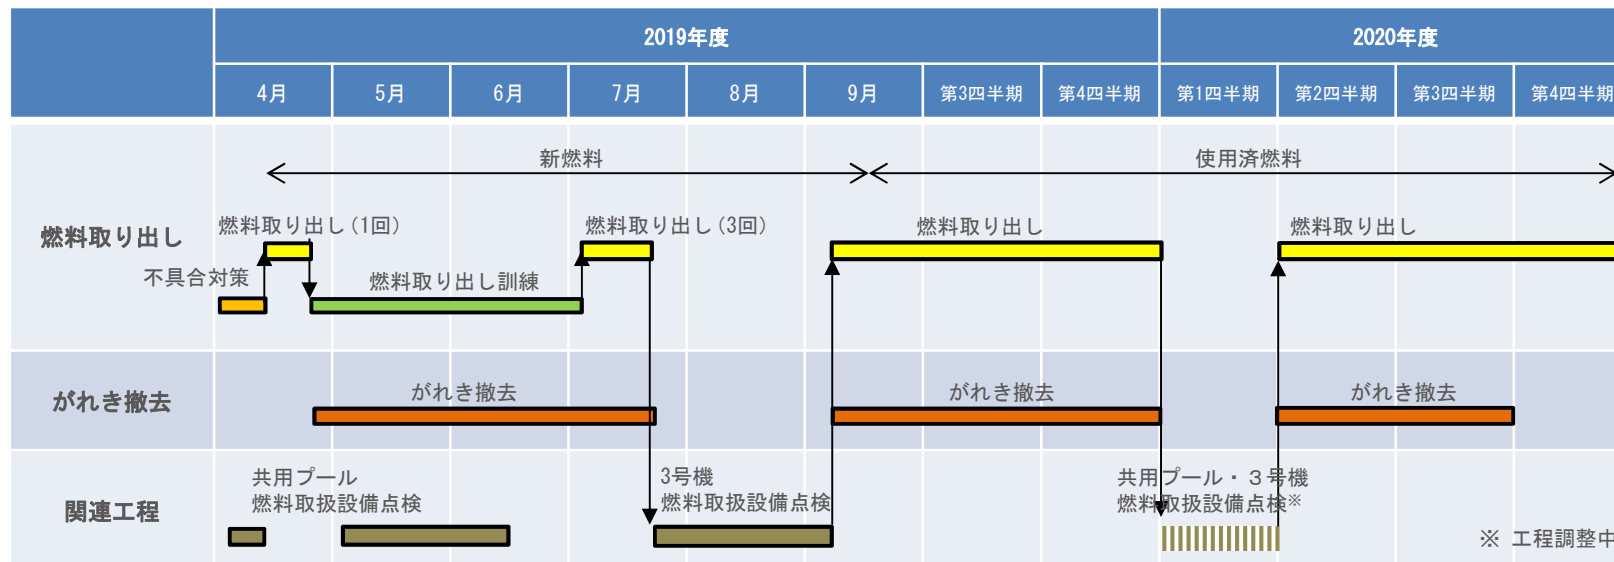 2019年度 2020年度
4月 5月 6月 7月 8月 9月 第3四半期 第4四半期 第1四半期 第2四半期 第3四半期 第4四半期
新燃料 使用済燃料
燃料取り出し
燃料取り出し(1回) 燃料取り出し(3回) 燃料取り出し 燃料取り出し
不具合対策 燃料取り出し訓練
がれき撤去
がれき撤去 がれき撤去 がれき撤去
関連工程
共用プール
燃料取扱設備点検
3号機
燃料取扱設備点検
共用プール・３号機
燃料取扱設備点検※
※ 工程調整中